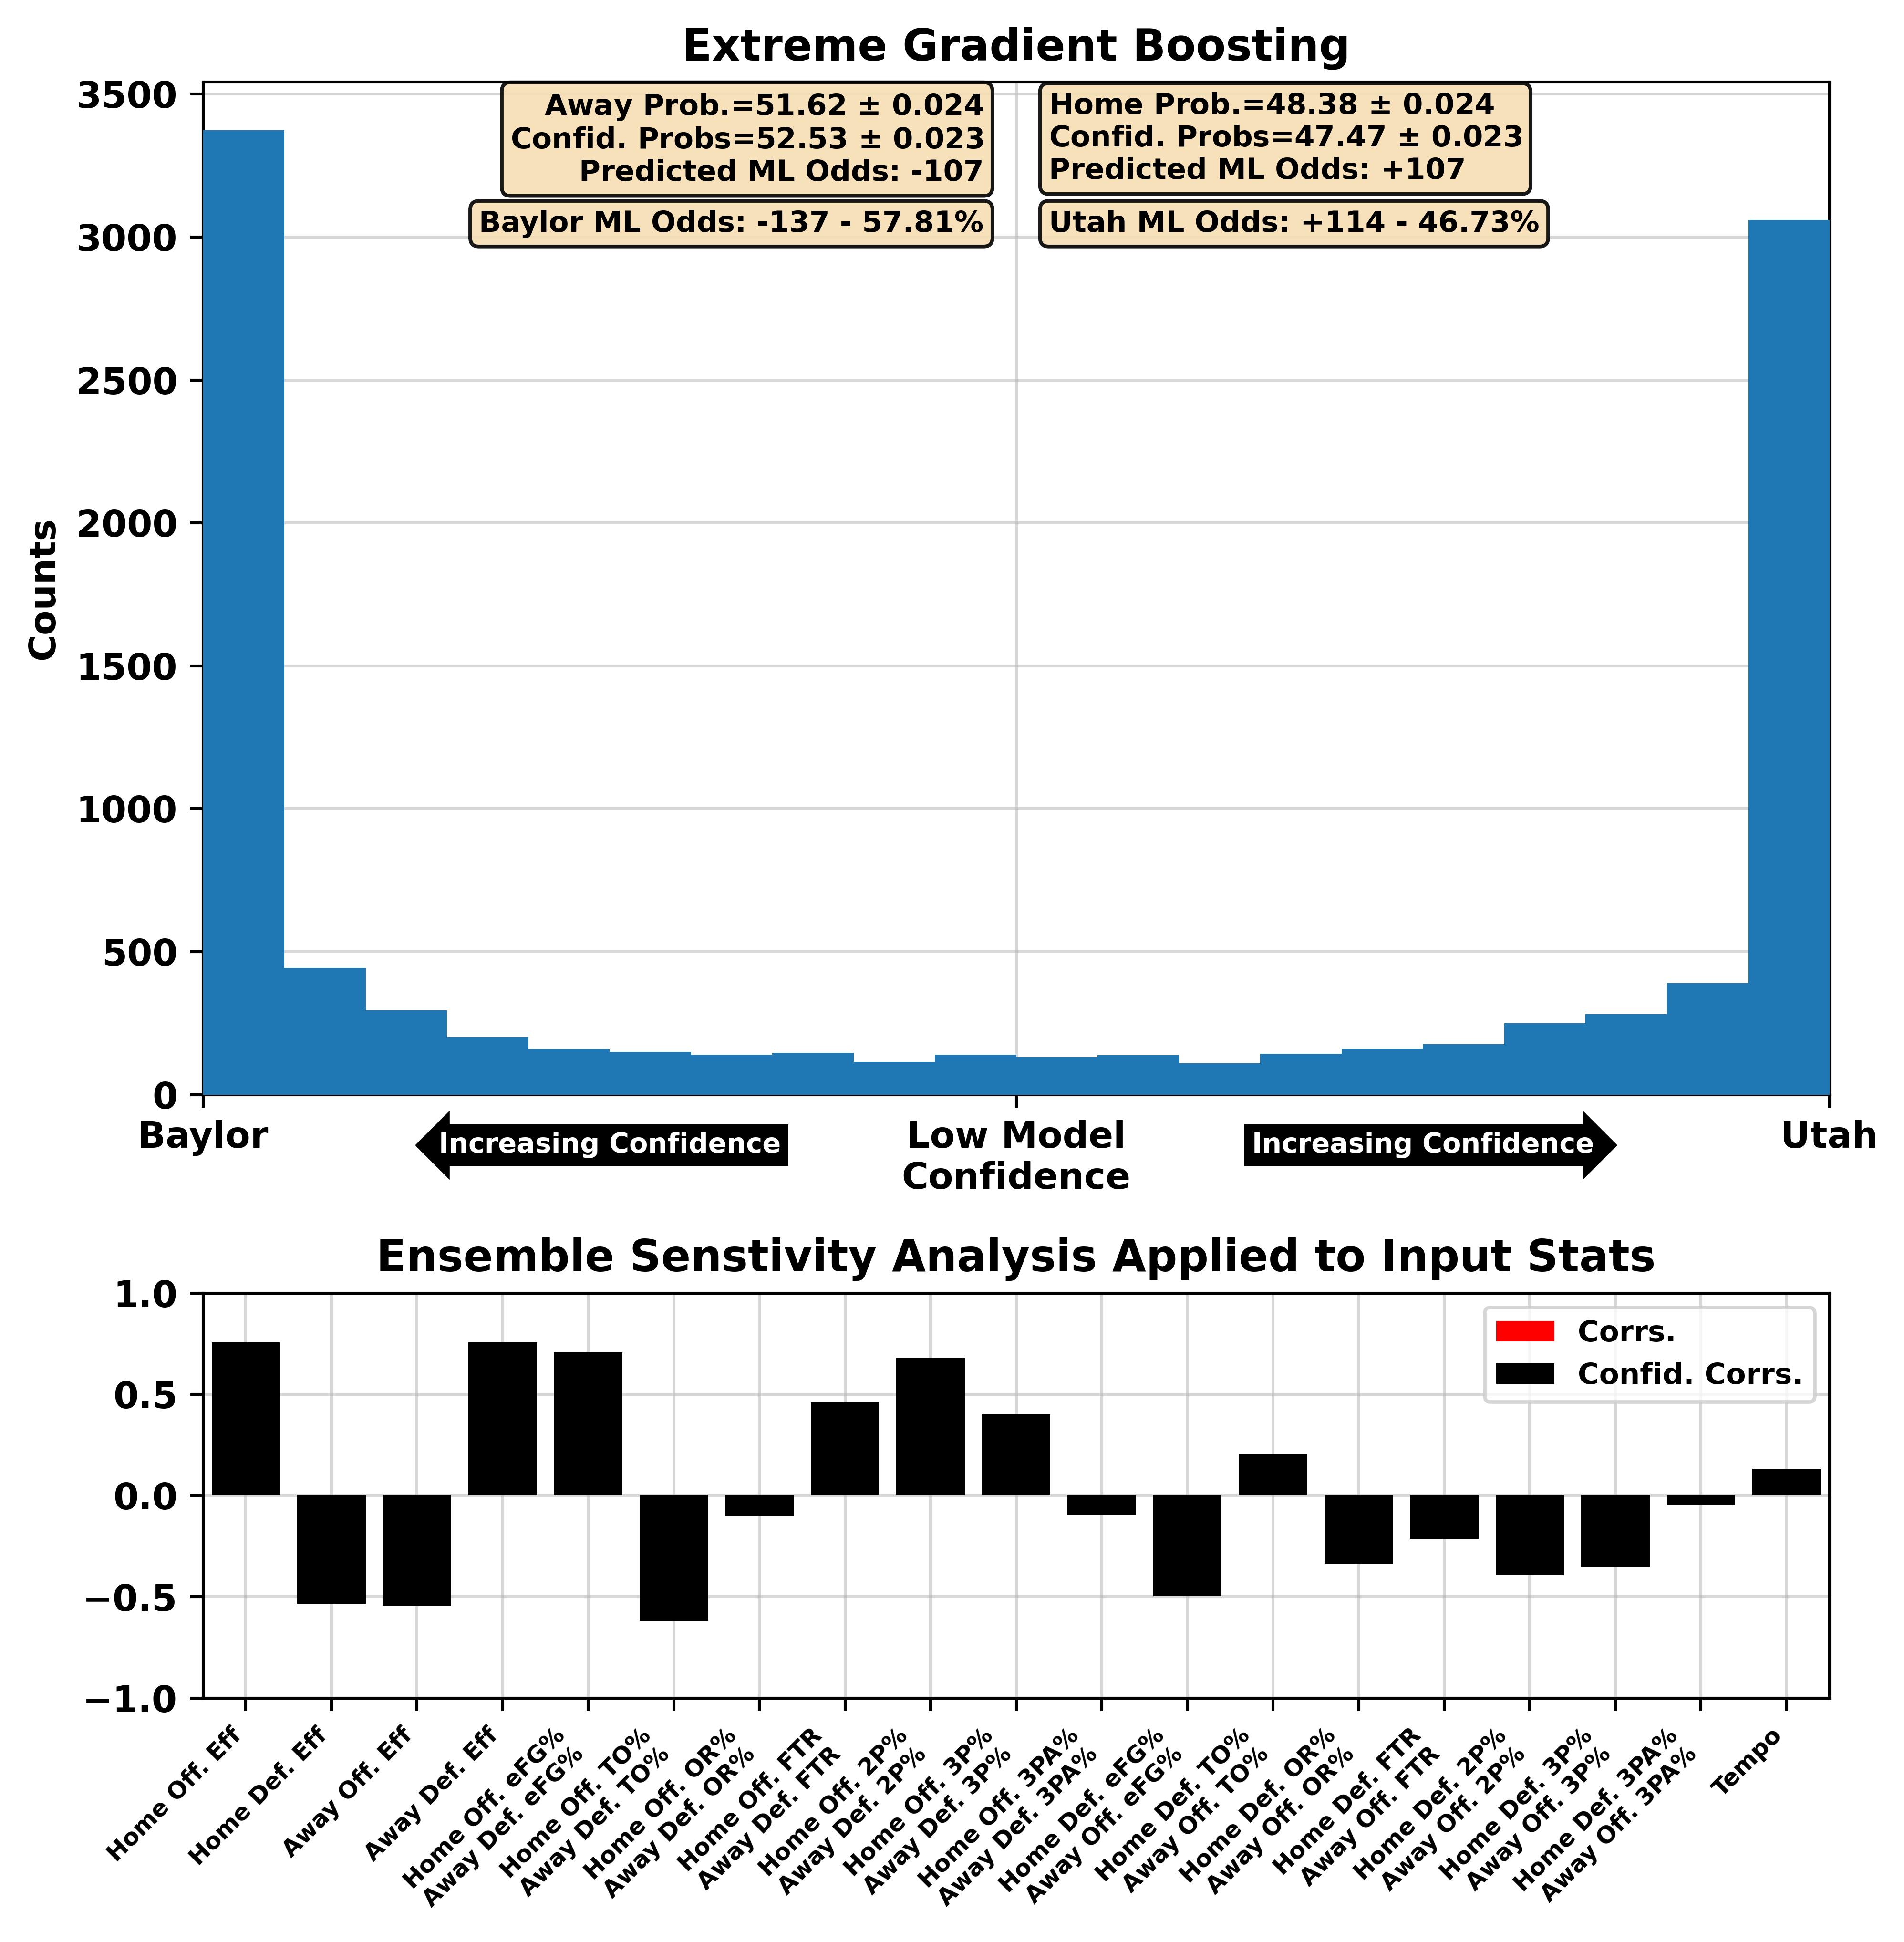 Extreme Gradient Boosting
Away Prob.=51.62 ± 0.024
Confid. Probs=52.53 ± 0.023
Predicted ML Odds: -107
Baylor ML Odds: -137 - 57.81%
Home Prob.=48.38 ± 0.024
Confid. Probs=47.47 ± 0.023
Predicted ML Odds: +107
Utah ML Odds: +114 - 46.73%
Counts
3500
3000
2500
2000
1500
1000
500
0
Baylor
Increasing Confidence
Low Model
Confidence
Increasing Confidence
Utah
Ensemble Senstivity Analysis Applied to Input Stats
1.0
0.5
0.0
−0.5
−1.0
Corrs.
Confid. Corrs.
Home Off. Eff
Home Def. Eff
Away Off. Eff
Away Def. Eff
Home Off. eFG%
Away Def. eFG%
Home Off. TO%
Away Def. TO%
Home Off. OR%
Away Def. OR%
Home Off. FTR
Away Def. FTR
Home Off. 2P%
Away Def. 2P%
Home Off. 3P%
Away Def. 3P%
Home Off. 3PA%
Away Def. 3PA%
Home Def. eFG%
Away Off. eFG%
Home Def. TO%
Away Off. TO%
Home Def. OR%
Away Off. OR%
Home Def. FTR
Away Off. FTR
Home Def. 2P%
Away Off. 2P%
Home Def. 3P%
Away Off. 3P%
Home Def. 3PA%
Away Off. 3PA%
Tempo